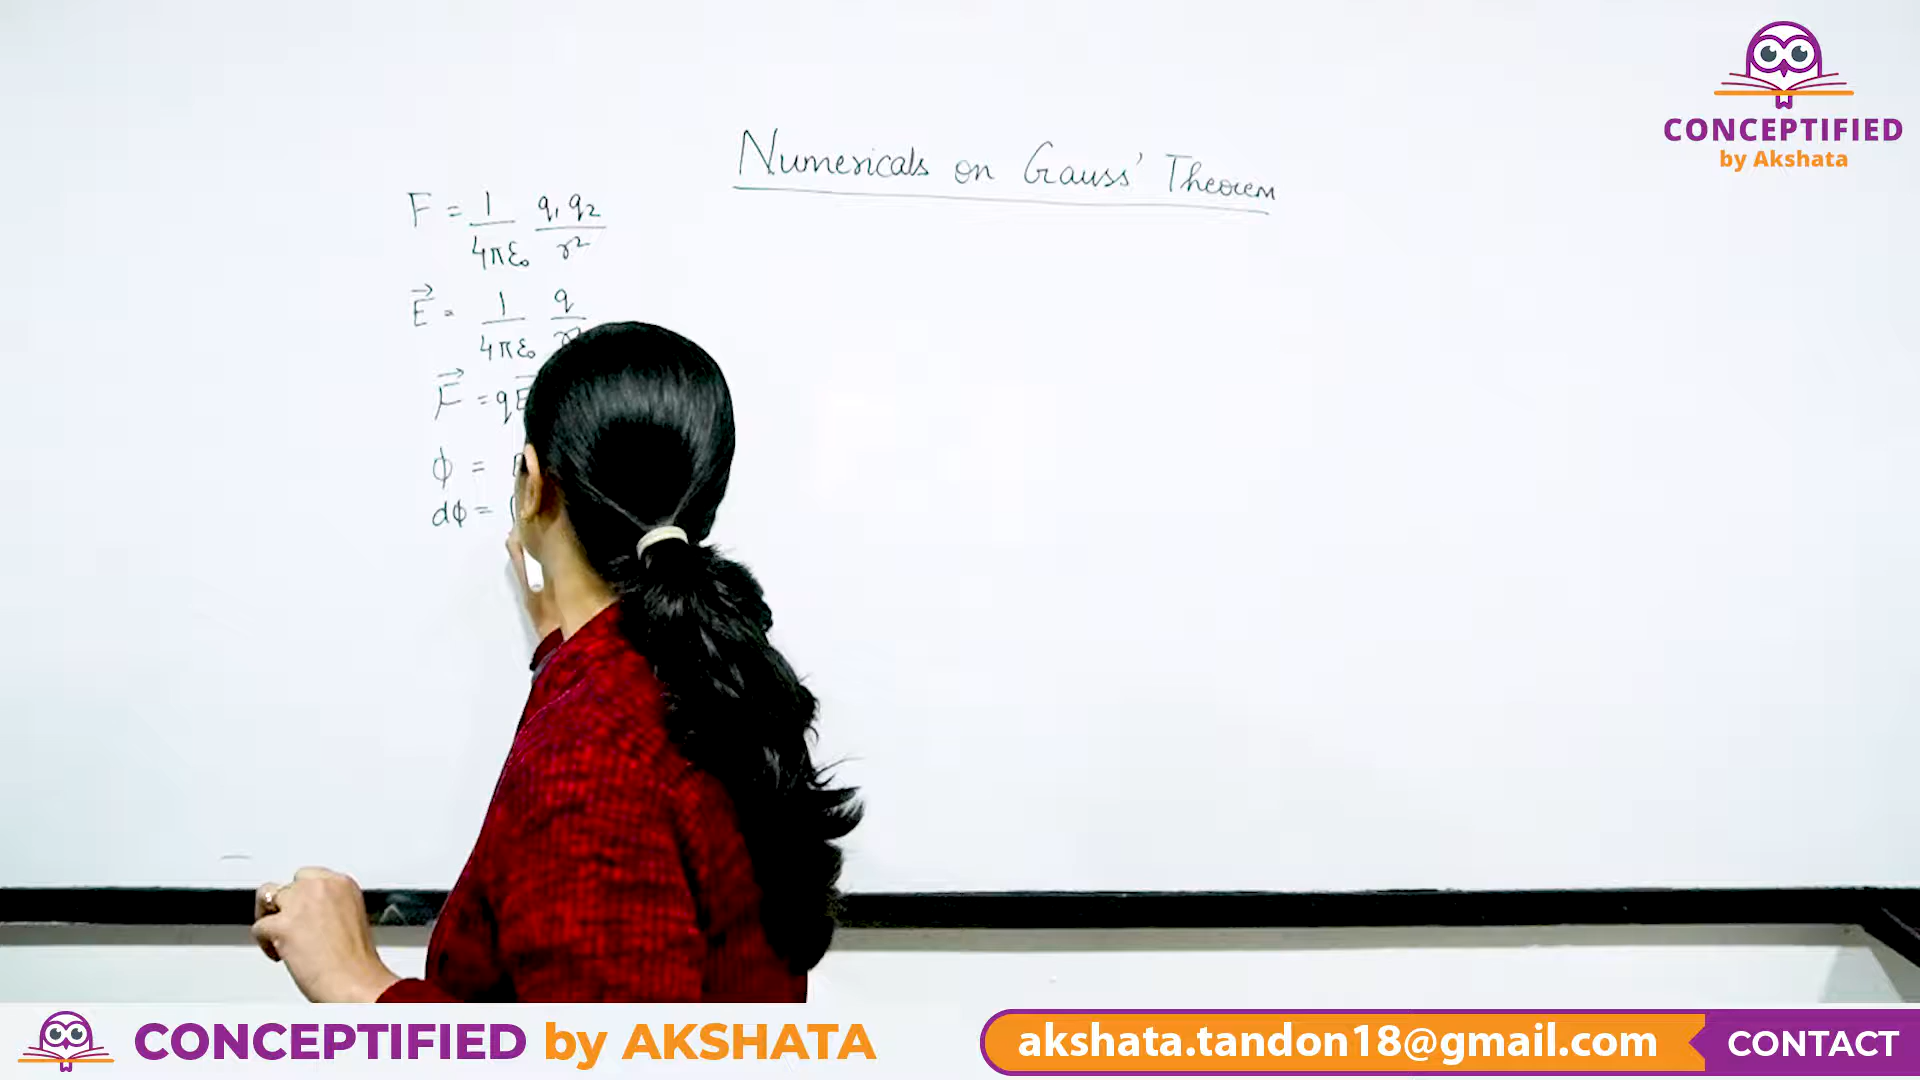 CONCEPTIFIED
by Akshata
Numericals on Gauss' Theorem
F = 1/4πε₀ q₁q₂/r²
E⃗ = 1/4πε₀ q/r²
F⃗ = qE
ϕ =
dϕ =
CONCEPTIFIED by AKSHATA
akshata.tandon18@gmail.com
CONTACT